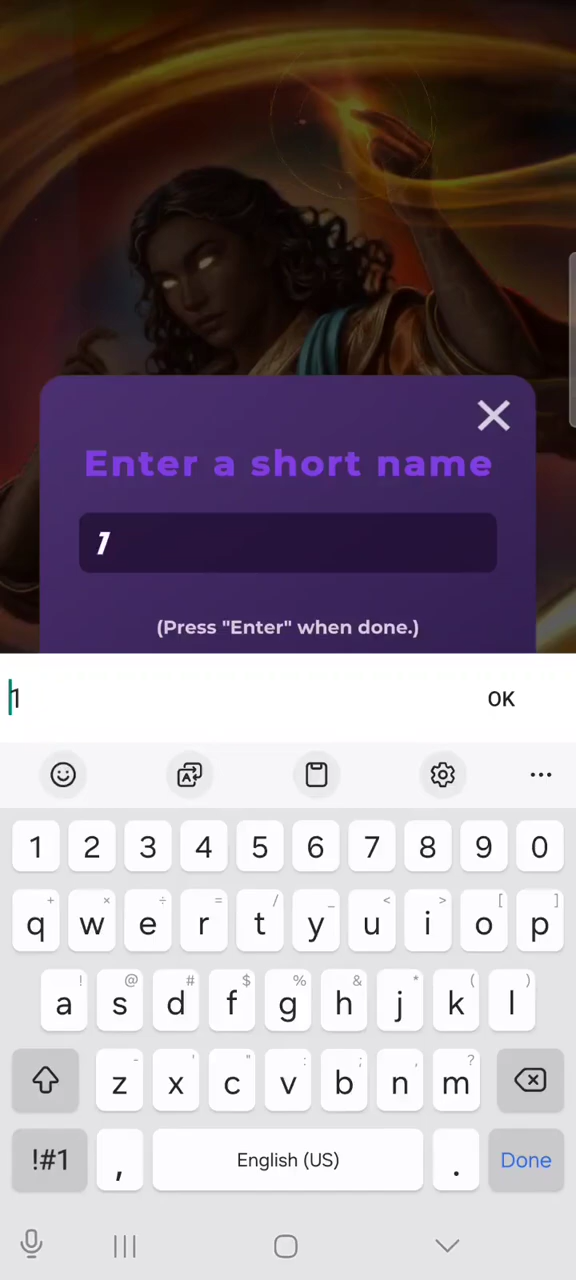 Enter a short name
1
(Press "Enter" when done.)
1
OK
1 2 3 4 5 6 7 8 9 0
+ × ÷ = / _ < > [ ]
q w e r t y u i o p
! @ # $ % & * ( )
a s d f g h j k l
- ' " : ; , ?
z x c v b n m
!#1 , English (US) . Done